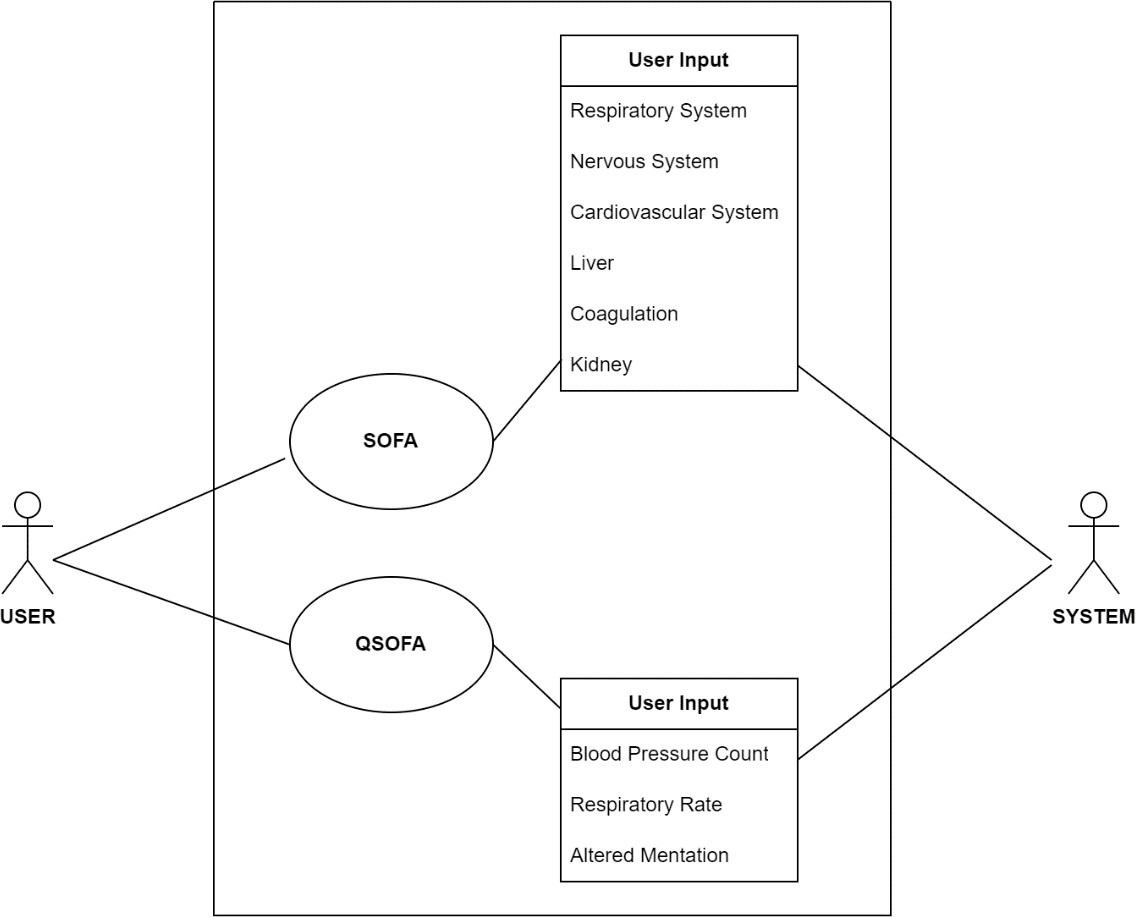 User Input
Respiratory System
Nervous System
Cardiovascular System
Liver
Coagulation
Kidney
SOFA
USER
SYSTEM
QSOFA
User Input
Blood Pressure Count
Respiratory Rate
Altered Mentation